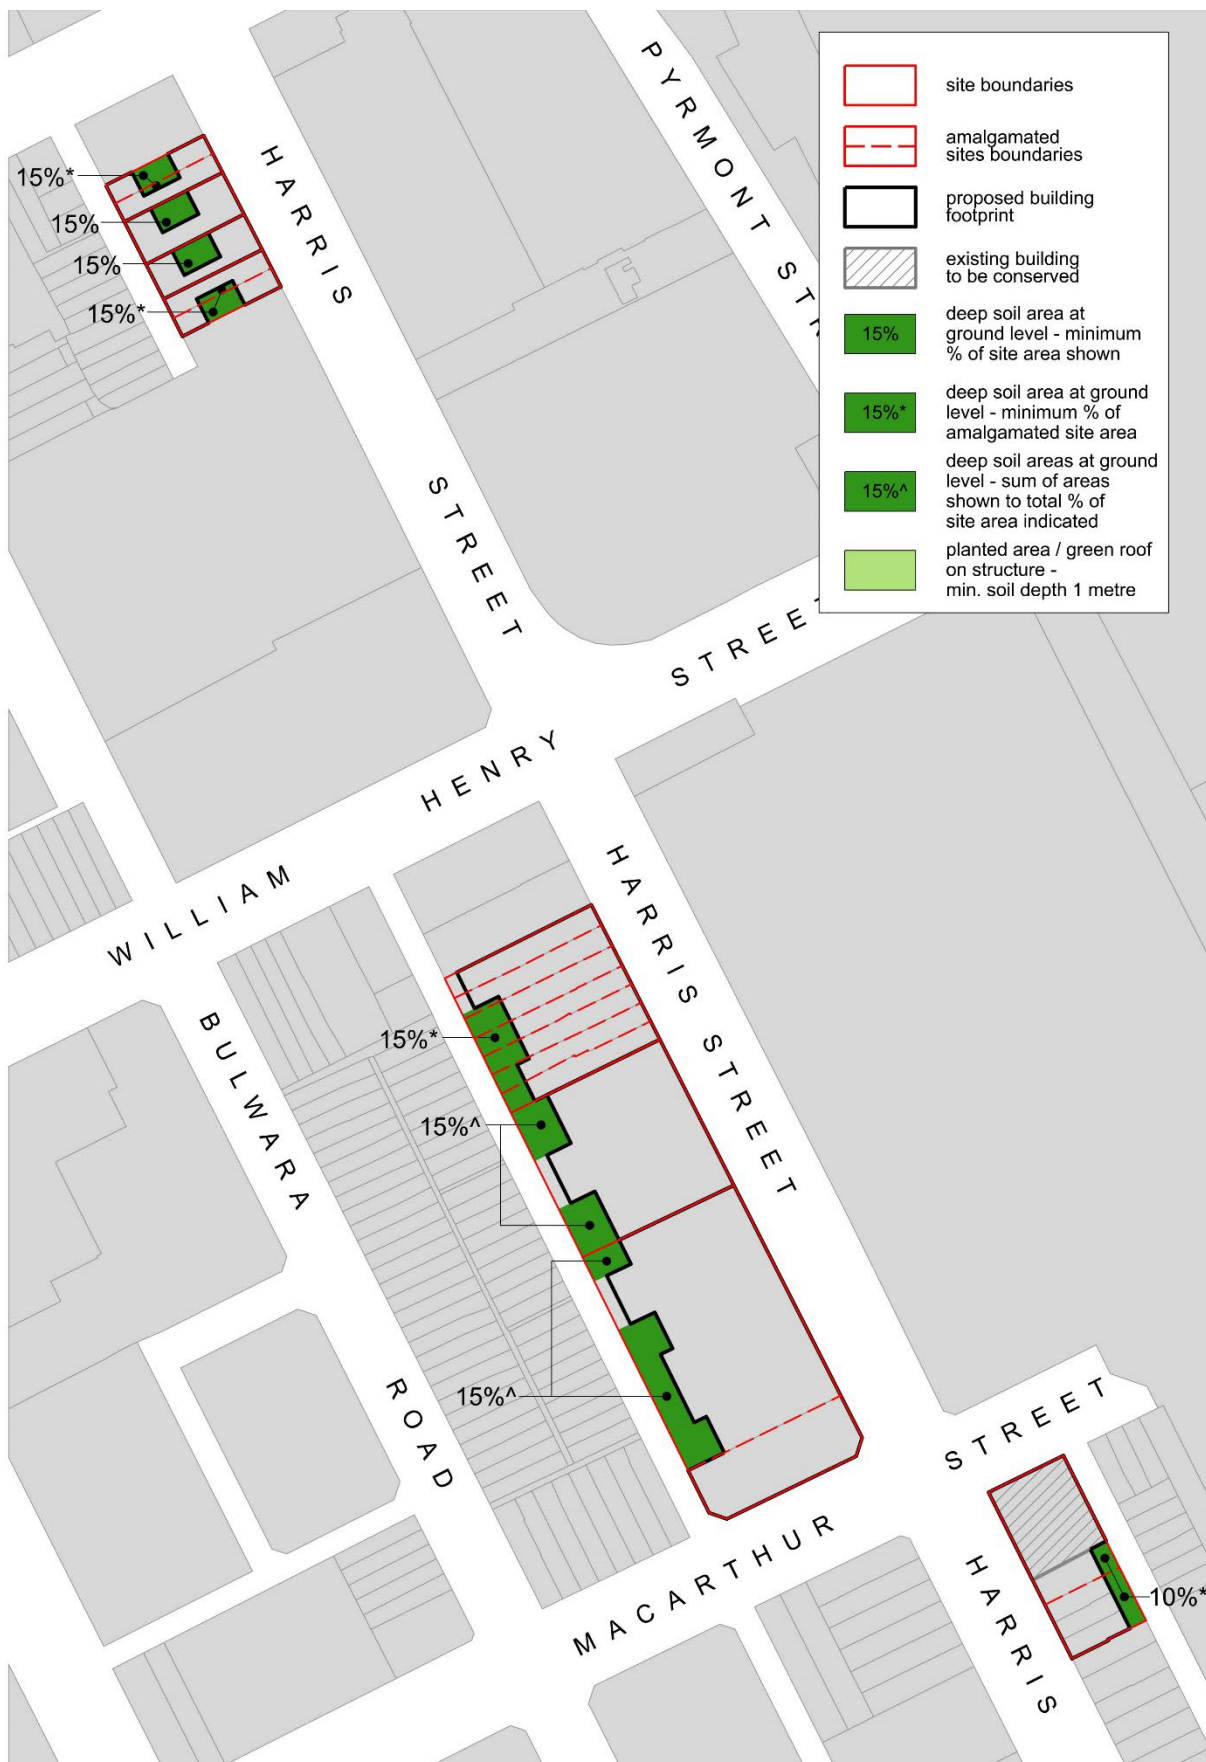 PYRMONT STR
HARRIS
STREET
site boundaries
amalgamated
sites boundaries
proposed building
footprint
existing building
to be conserved
15%
deep soil area at
ground level - minimum
% of site area shown
15%*
deep soil area at ground
level - minimum % of
amalgamated site area
15%^
deep soil areas at ground
level - sum of areas
shown to total % of
site area indicated
planted area / green roof
on structure -
min. soil depth 1 metre
15%*
15%
15%
15%*
WILLIAM
HENRY
STREET
HARRIS STREET
BULWARA
ROAD
15%*
15%^
15%^
MACARTHUR
STREET
HARRIS
10%*